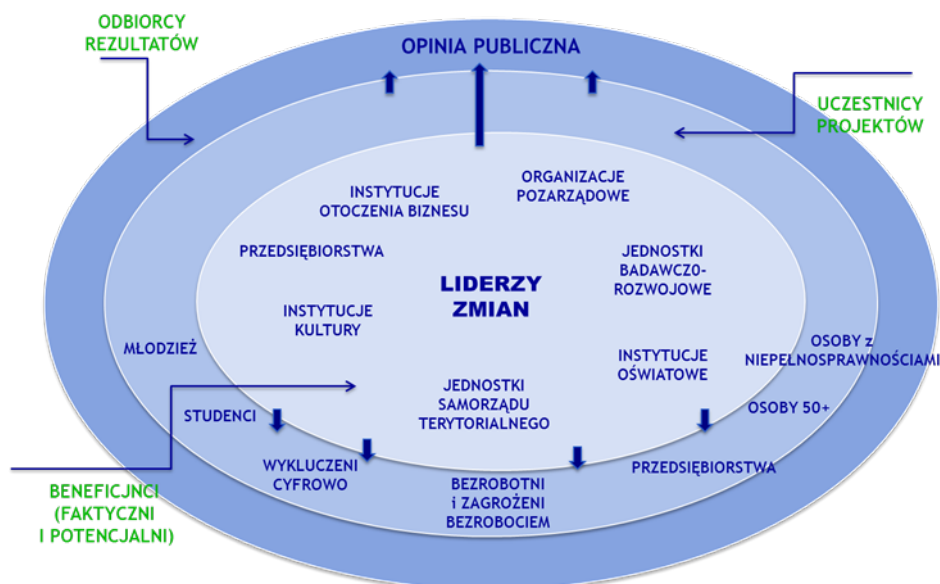 ODBIORCY
REZULTATÓW
OPINIA PUBLICZNA
UCZESTNICY
PROJEKTÓW
ORGANIZACJE
POZARZĄDOWE
INSTYTUCJE
OTOCZENIA BIZNESU
PRZEDSIĘBIORSTWA
JEDNOSTKI
BADAWCZO-
ROZWOJOWE
LIDERZY
ZMIAN
INSTYTUCJE
KULTURY
MŁODZIEŻ
OSOBY z
NIEPEŁNOSPRAWNOŚCIAMI
INSTYTUCJE
OŚWIATOWE
JEDNOSTKI
SAMORZĄDU
TERYTORIALNEGO
STUDENCI
OSOBY 50+
WYKLUCZENI
CYFROWO
PRZEDSIĘBIORSTWA
BEZROBOTNI
i ZAGROŻENI
BEZROBOCIEM
BENEFICJNCI
(FAKTYCZNI
I POTENCJALNI)